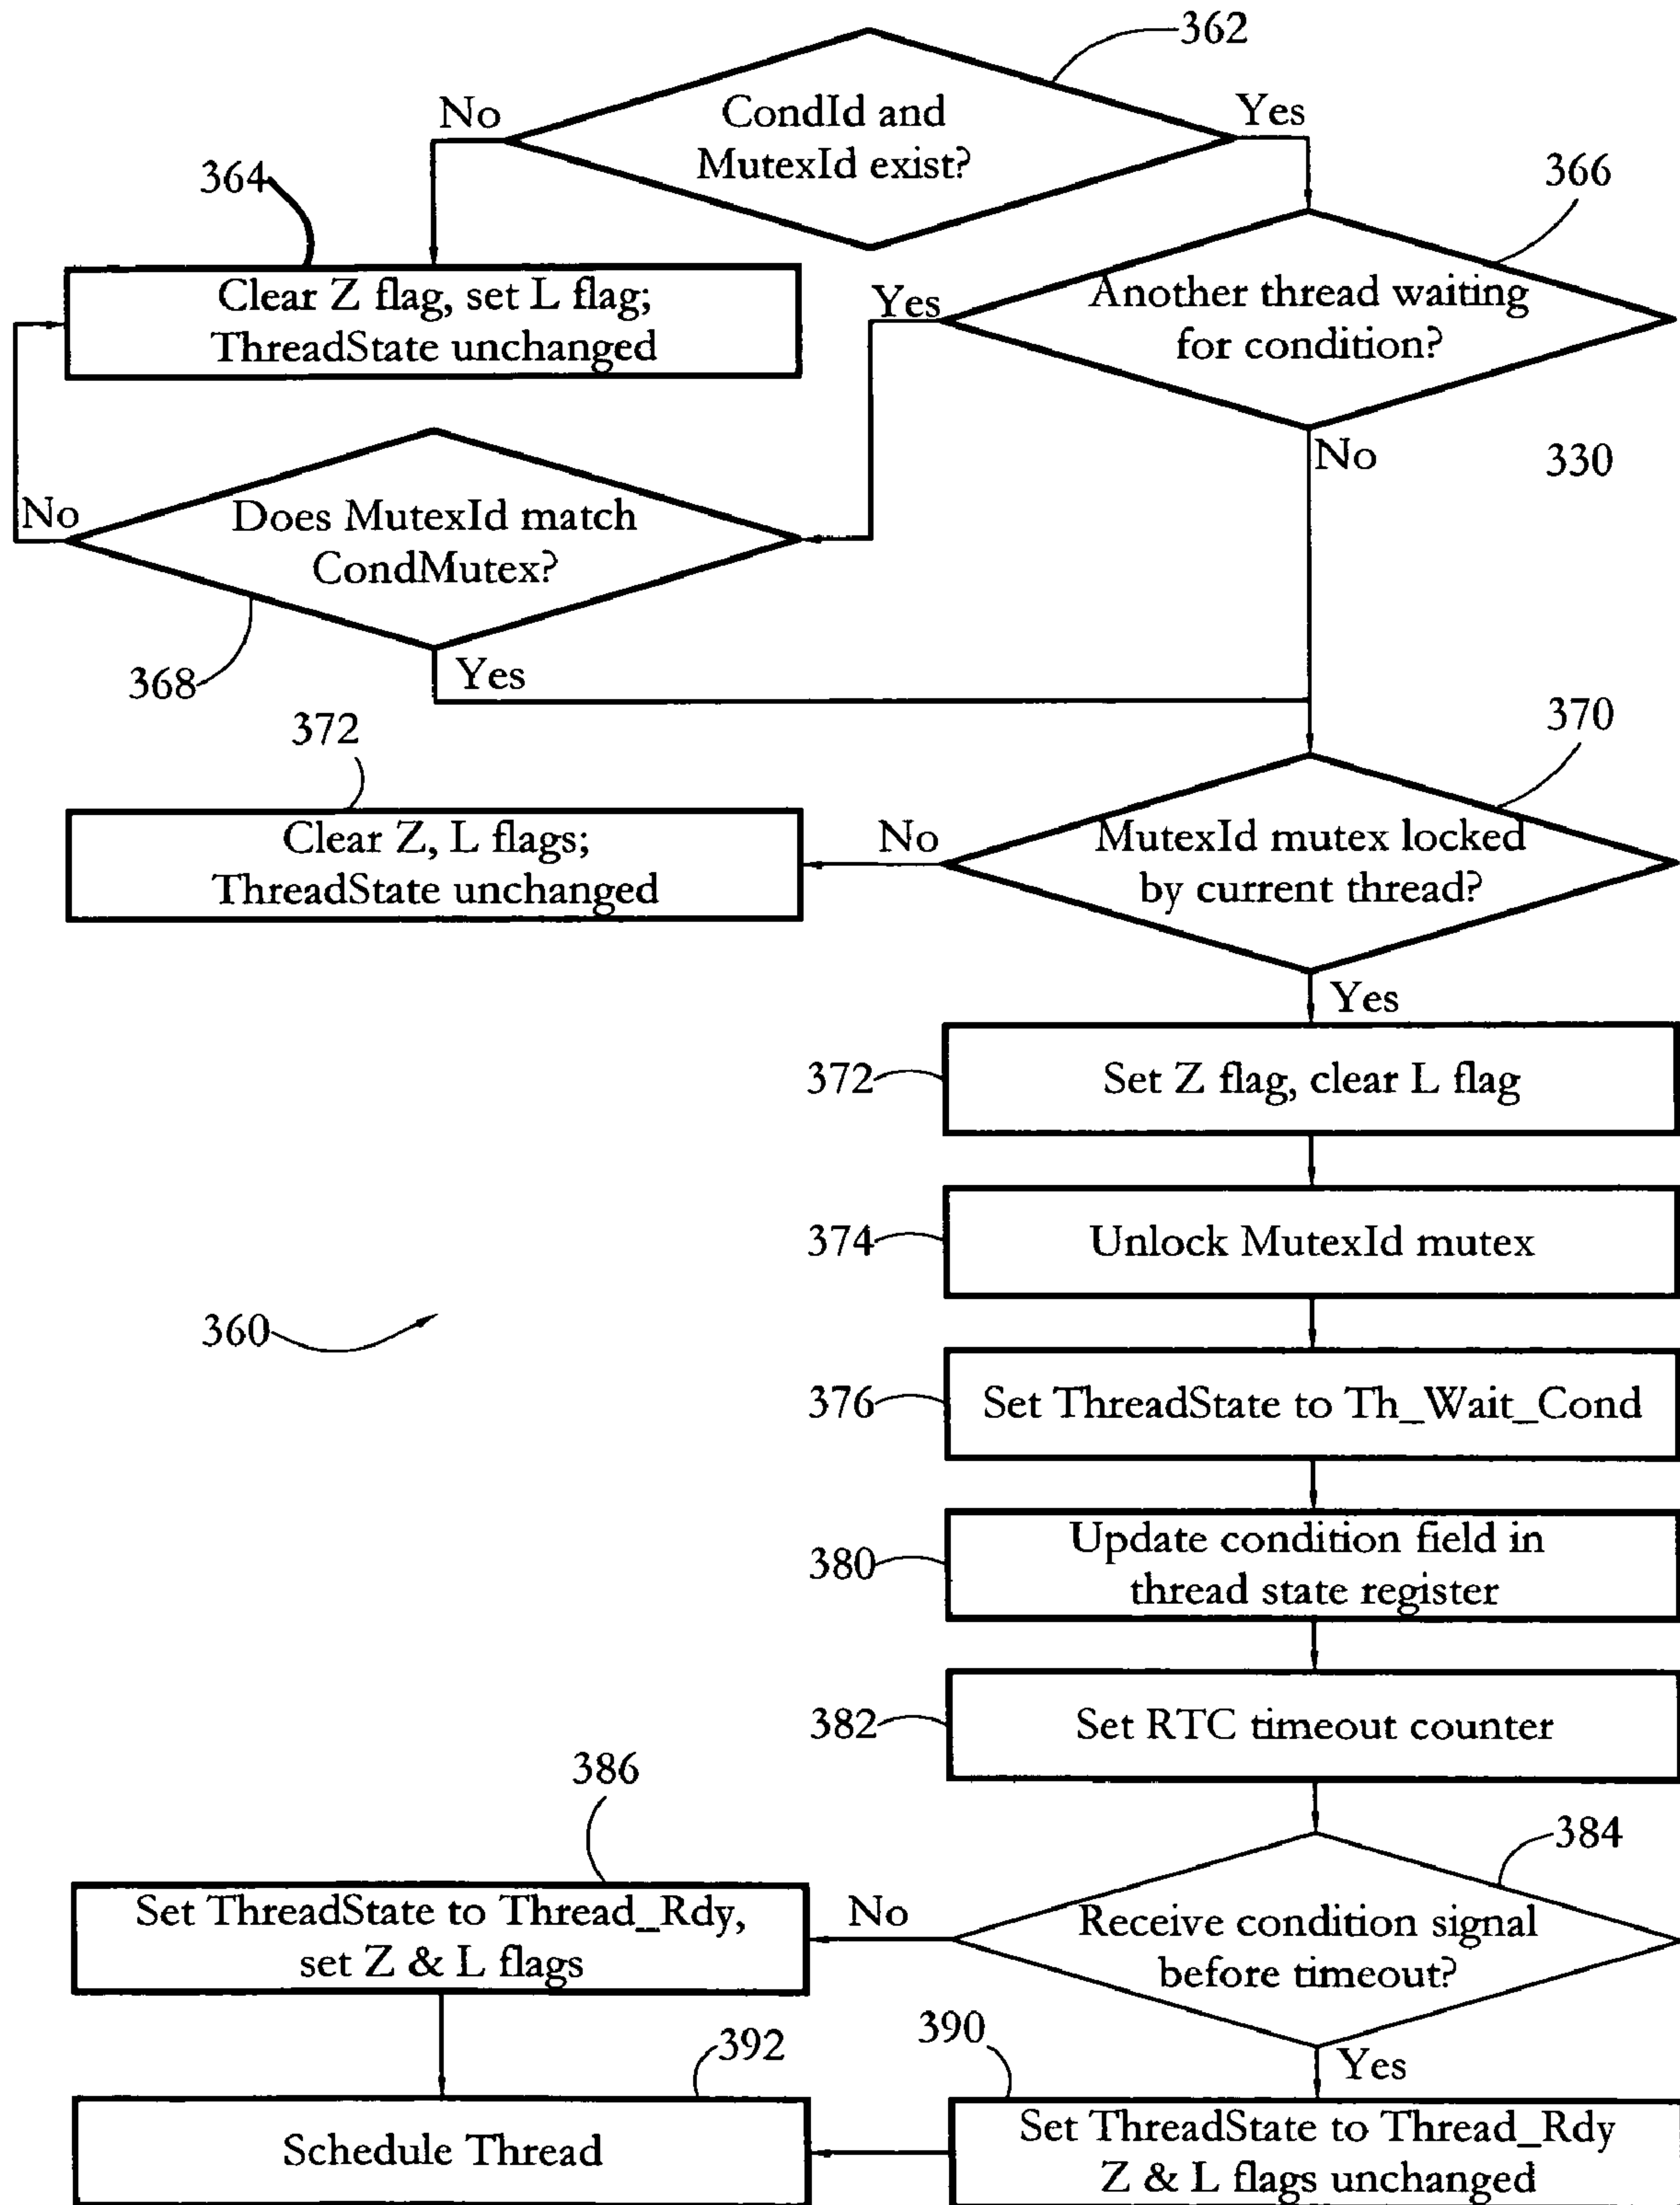 362
No
CondId and
MutexId exist?
Yes
364
366
Clear Z flag, set L flag;
ThreadState unchanged
Yes
Another thread waiting
for condition?
No
330
No
Does MutexId match
CondMutex?
368
Yes
372
370
Clear Z, L flags;
ThreadState unchanged
No
MutexId mutex locked
by current thread?
Yes
372
Set Z flag, clear L flag
374
Unlock MutexId mutex
360
376
Set ThreadState to Th_Wait_Cond
380
Update condition field in
thread state register
382
Set RTC timeout counter
386
384
Set ThreadState to Thread_Rdy,
set Z & L flags
No
Receive condition signal
before timeout?
392
390
Yes
Schedule Thread
Set ThreadState to Thread_Rdy
Z & L flags unchanged